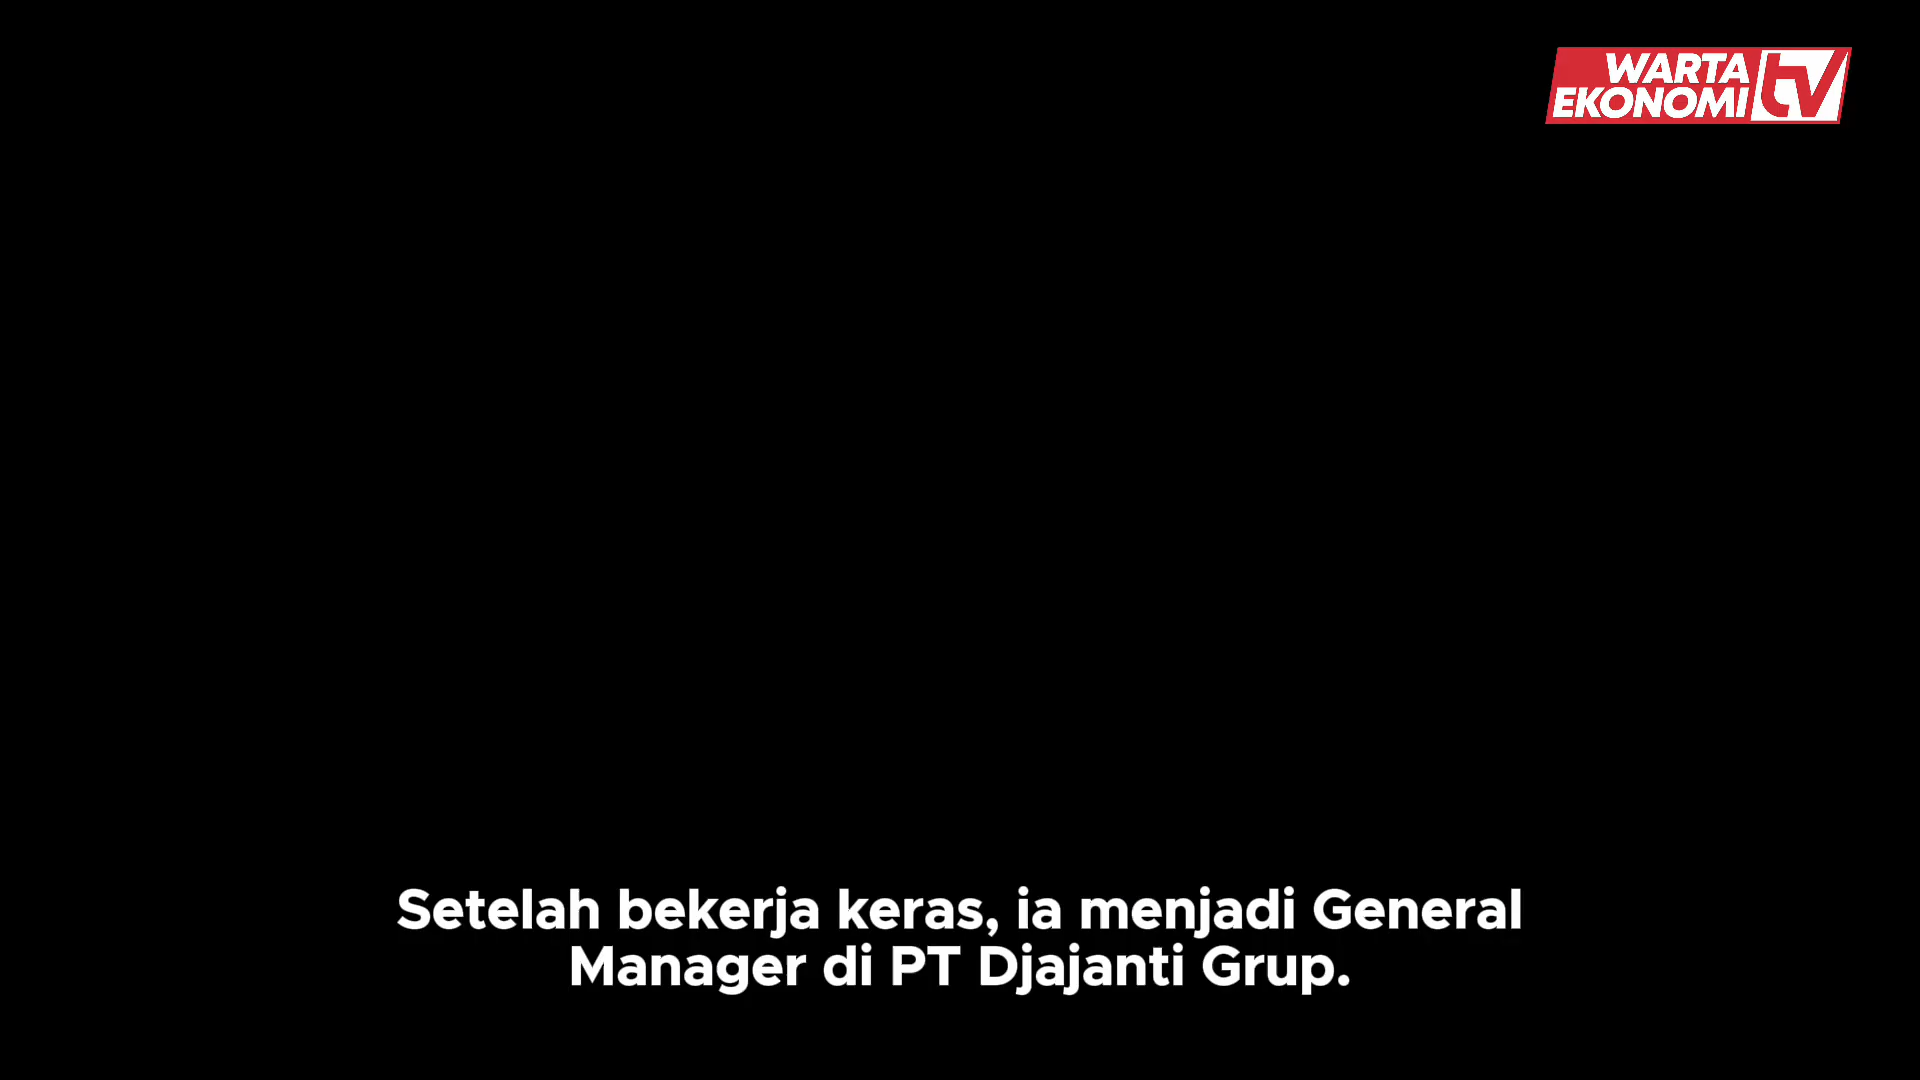 WARTA
EKONOMI tv
Setelah bekerja keras, ia menjadi General
Manager di PT Djajanti Grup.